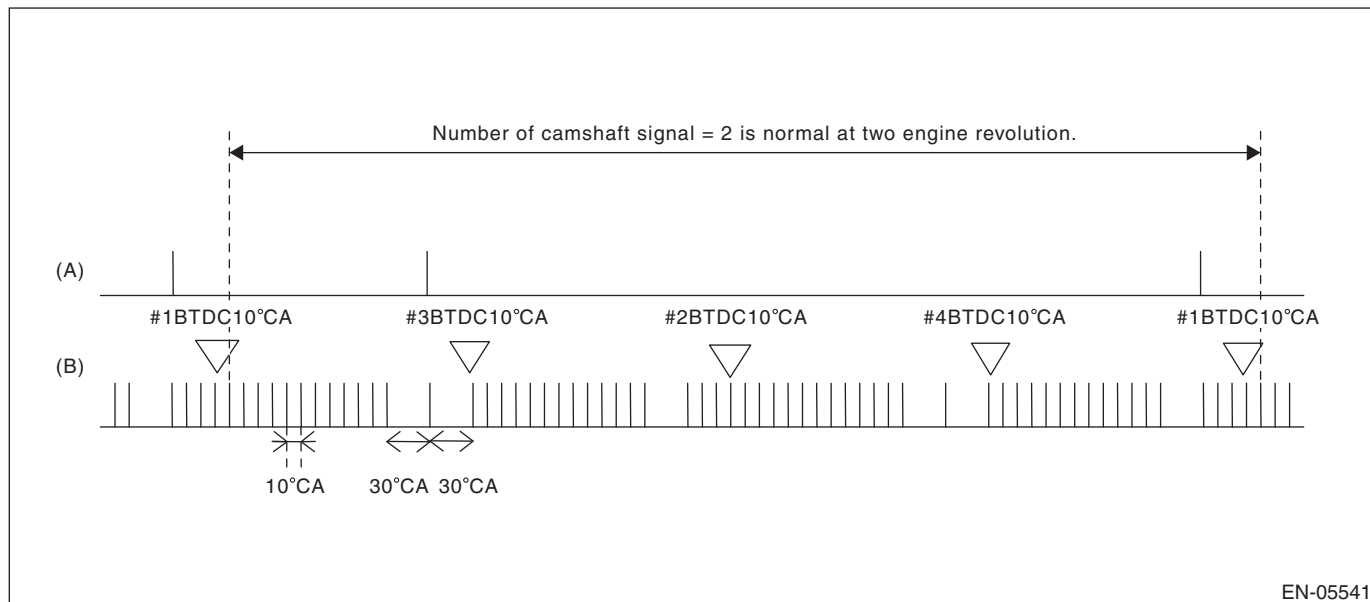 Number of camshaft signal = 2 is normal at two engine revolution.
(A)
#1BTDC10°CA #3BTDC10°CA #2BTDC10°CA #4BTDC10°CA #1BTDC10°CA
(B)
10°CA 30°CA 30°CA
EN-05541